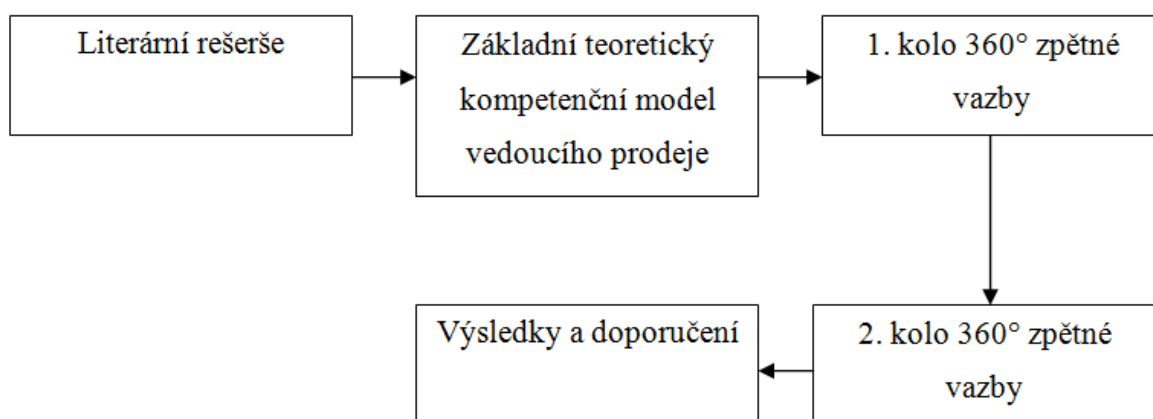 Literární rešerše
Základní teoretický
kompetenční model
vedoucího prodeje
1. kolo 360° zpětné
vazby
2. kolo 360° zpětné
vazby
Výsledky a doporučení